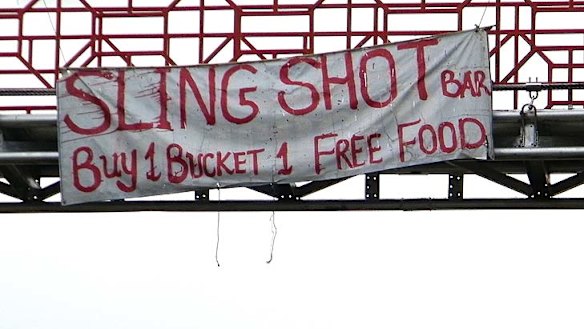 SLING SHOT BAR
Buy 1 BUCKET 1 FREE FOOD